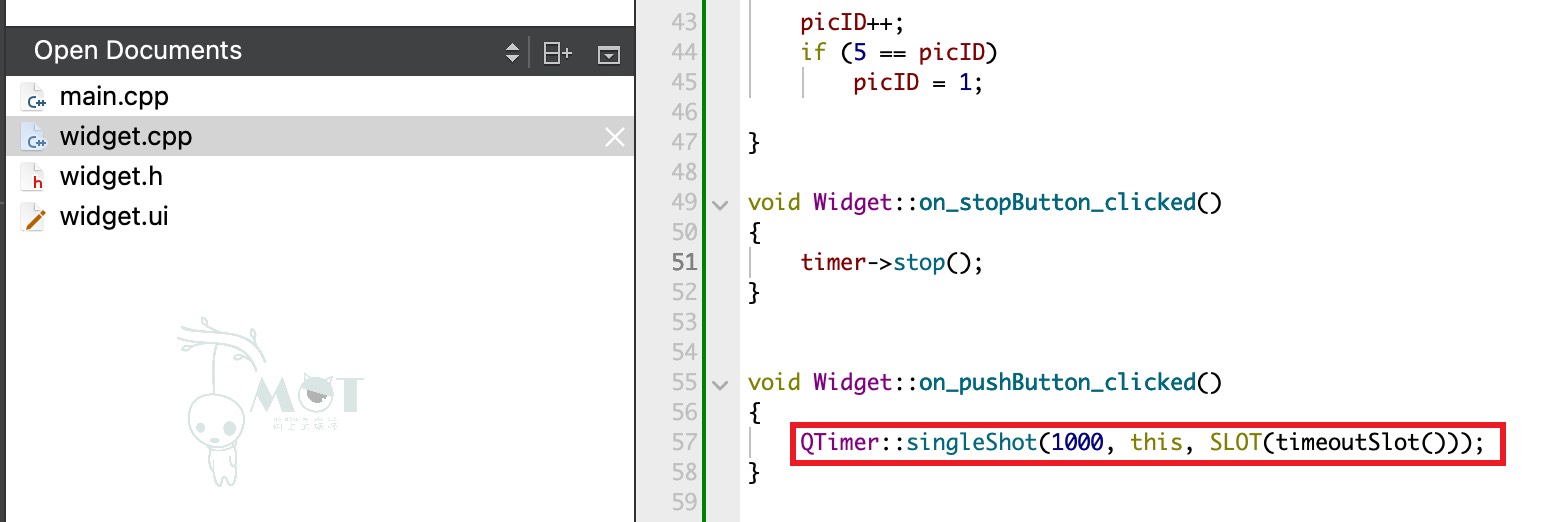 Open Documents
main.cpp
widget.cpp
widget.h
widget.ui
MOT
43 picID++;
44 if (5 == picID)
45 picID = 1;
46
47 }
48
49 void Widget::on_stopButton_clicked()
50 {
51 timer->stop();
52 }
53
54
55 void Widget::on_pushButton_clicked()
56 {
57 QTimer::singleShot(1000, this, SLOT(timeoutSlot()));
58 }
59